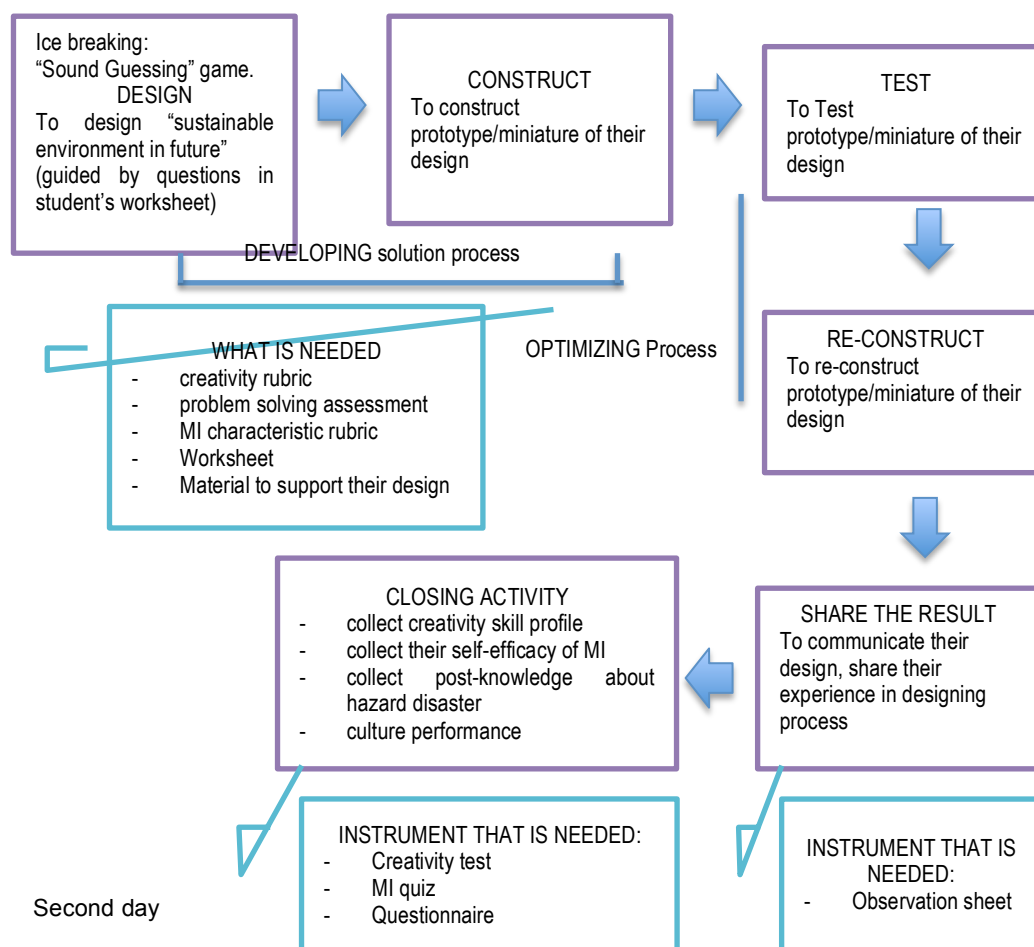 Ice breaking:
“Sound Guessing” game.
DESIGN
To design “sustainable
environment in future”
(guided by questions in
student’s worksheet)
CONSTRUCT
To construct
prototype/miniature of their
design
TEST
To Test
prototype/miniature of their
design
DEVELOPING solution process
WHAT IS NEEDED
- creativity rubric
- problem solving assessment
- MI characteristic rubric
- Worksheet
- Material to support their design
OPTIMIZING Process
RE-CONSTRUCT
To re-construct
prototype/miniature of their
design
SHARE THE RESULT
To communicate their
design, share their
experience in designing
process
CLOSING ACTIVITY
- collect creativity skill profile
- collect their self-efficacy of MI
- collect post-knowledge about
hazard disaster
- culture performance
INSTRUMENT THAT IS NEEDED:
- Creativity test
- MI quiz
- Questionnaire
INSTRUMENT THAT IS
NEEDED:
- Observation sheet
Second day